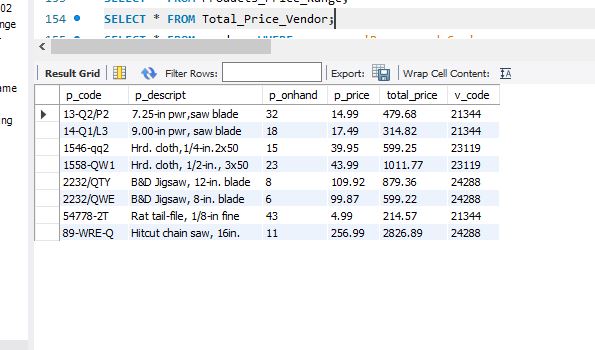 02
nge
ame
ng
154 SELECT * FROM Total_Price_Vendor;
Result Grid Filter Rows: Export: Wrap Cell Content:
p_code p_descript p_onhand p_price total_price v_code
13-Q2/P2 7.25-in pwr,saw blade 32 14.99 479.68 21344
14-Q1/L3 9.00-in pwr, saw blade 18 17.49 314.82 21344
1546-qq2 Hrd. cloth,1/4-in.2x50 15 39.95 599.25 23119
1558-QW1 Hrd. cloth, 1/2-in., 3x50 23 43.99 1011.77 23119
2232/QTY B&D Jigsaw, 12-in. blade 8 109.92 879.36 24288
2232/QWE B&D Jigsaw, 8-in. blade 6 99.87 599.22 24288
54778-2T Rat tail-file, 1/8-in fine 43 4.99 214.57 21344
89-WRE-Q Hitcut chain saw, 16in. 11 256.99 2826.89 24288